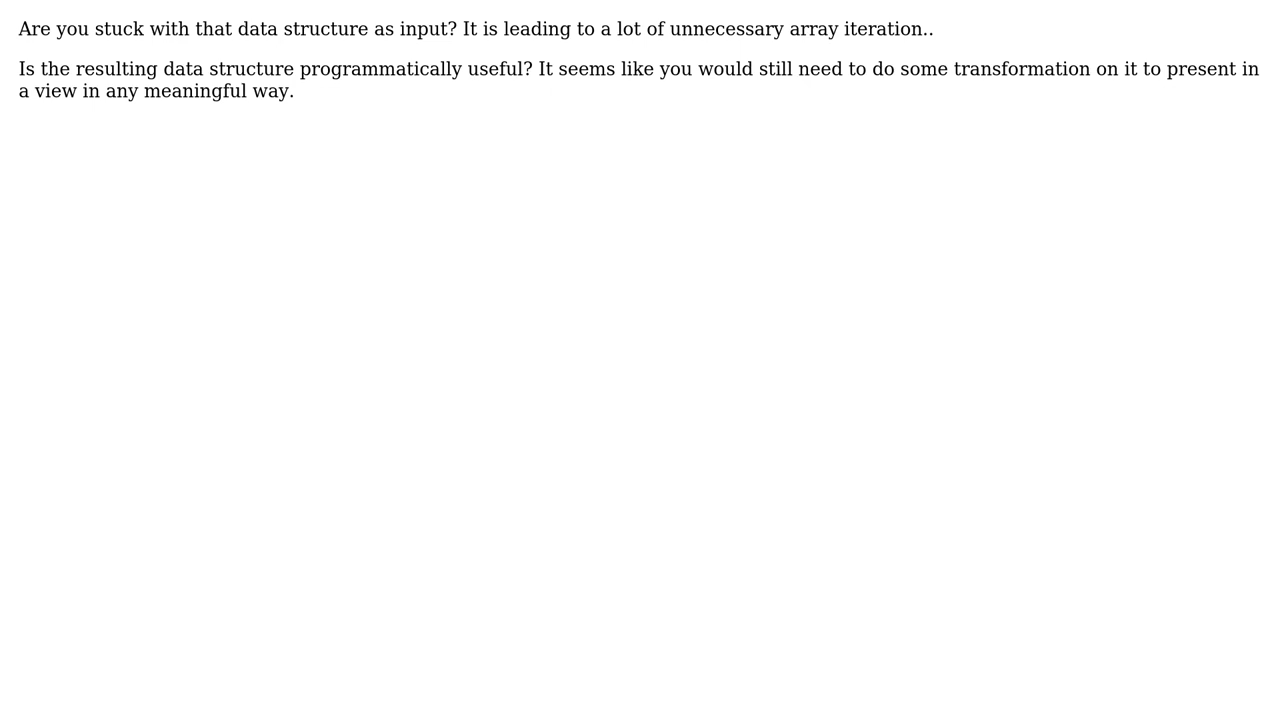 Are you stuck with that data structure as input? It is leading to a lot of unnecessary array iteration..
Is the resulting data structure programmatically useful? It seems like you would still need to do some transformation on it to present in
a view in any meaningful way.